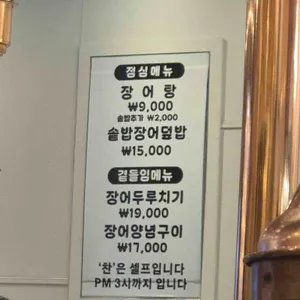 점심메뉴
장어탕
₩9,000
솥밥추가 ₩2,000
솥밥장어덮밥
₩15,000
곁들임메뉴
장어두루치기
₩19,000
장어양념구이
₩17,000
'찬'은 셀프입니다
PM 3시까지 입니다